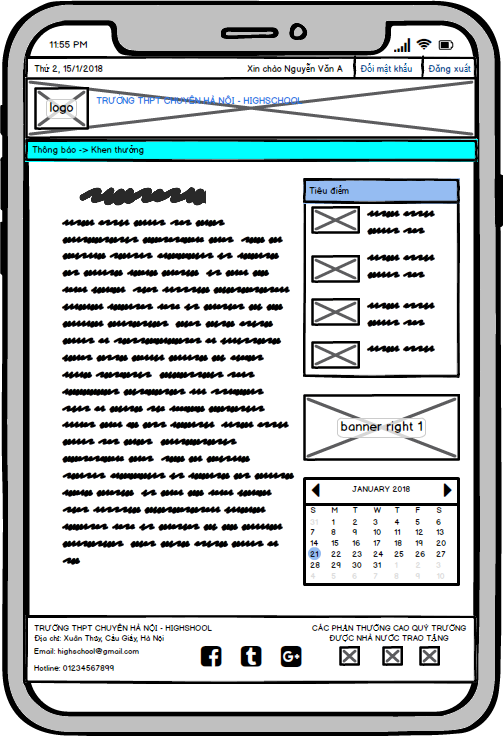 11:55 PM
Thứ 2, 15/1/2018 Xin chào Nguyễn Văn A Đổi mật khẩu Đăng xuất
logo
TRƯỜNG THPT CHUYÊN HÀ NỘI - HIGHSCHOOL
Thông báo -> Khen thưởng
Tiêu điểm
banner right 1
JANUARY 2018
S M T W T F S
31 1 2 3 4 5 6
7 8 9 10 11 12 13
14 15 16 17 18 19 20
21 22 23 24 25 26 27
28 29 30 31 1 2 3
4 5 6 7 8 9 10
TRƯỜNG THPT CHUYÊN HÀ NỘI - HIGHSHOOL
Địa chỉ: Xuân Thủy, Cầu Giấy, Hà Nội
Email: highschool@gmail.com
Hotline: 01234567899
f t G+
CÁC PHẦN THƯỞNG CAO QUÝ TRƯỜNG
ĐƯỢC NHÀ NƯỚC TRAO TẶNG